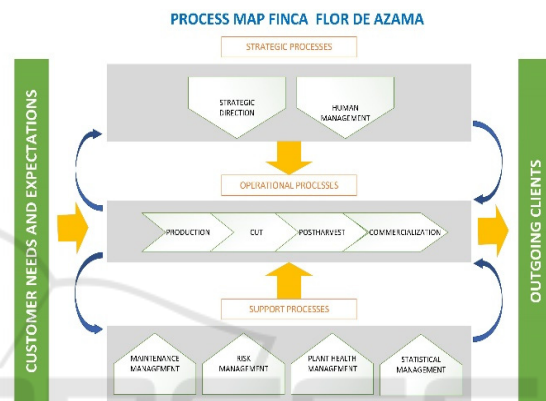 PROCESS MAP FINCA FLOR DE AZAMA
STRATEGIC PROCESSES
CUSTOMER NEEDS AND EXPECTATIONS
STRATEGIC
DIRECTION
HUMAN
MANAGEMENT
OPERATIONAL PROCESSES
PRODUCTION
CUT
POSTHARVEST
COMMERCIALIZATION
OUTGOING CLIENTS
SUPPORT PROCESSES
MAINTENANCE
MANAGEMENT
RISK
MANAGEMENT
PLANT HEALTH
MANAGEMENT
STATISTICAL
MANAGEMENT